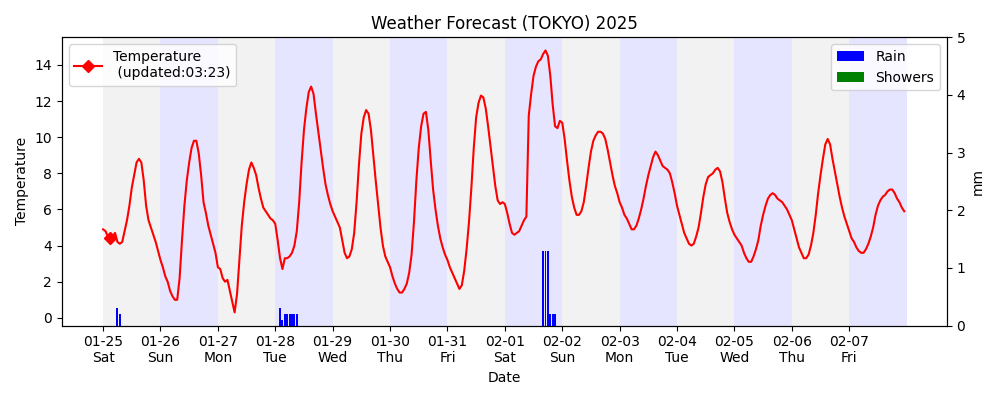 Weather Forecast (TOKYO) 2025
Temperature
(updated:03:23)
Rain
Showers
Temperature
14
12
10
8
6
4
2
0
5
4
3
2
1
0
mm
01-25 01-26 01-27 01-28 01-29 01-30 01-31 02-01 02-02 02-03 02-04 02-05 02-06 02-07
Sat Sun Mon Tue Wed Thu Fri Sat Sun Mon Tue Wed Thu Fri
Date